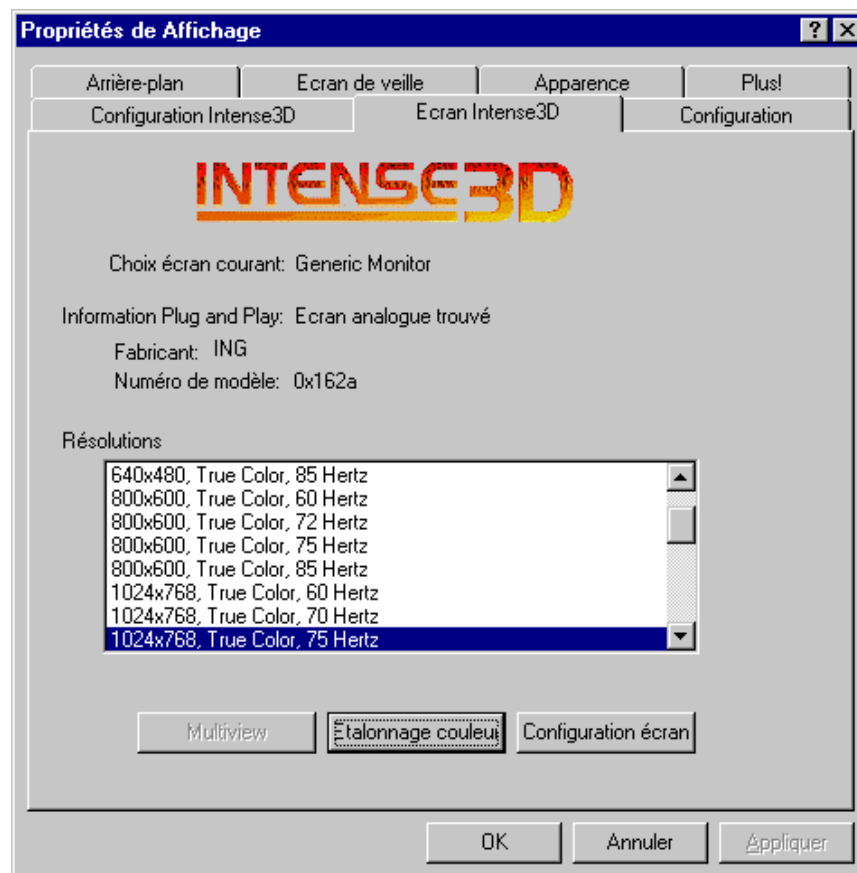 Propriétés de Affichage
Arrière-plan Ecran de veille Apparence Plus!
Configuration Intense3D Ecran Intense3D Configuration
INTENSE3D
Choix écran courant: Generic Monitor
Information Plug and Play: Ecran analogue trouvé
Fabricant: ING
Numéro de modèle: 0x162a
Résolutions
640x480, True Color, 85 Hertz
800x600, True Color, 60 Hertz
800x600, True Color, 72 Hertz
800x600, True Color, 75 Hertz
800x600, True Color, 85 Hertz
1024x768, True Color, 60 Hertz
1024x768, True Color, 70 Hertz
1024x768, True Color, 75 Hertz
Multiview Etalonnage couleur Configuration écran
OK Annuler Appliquer